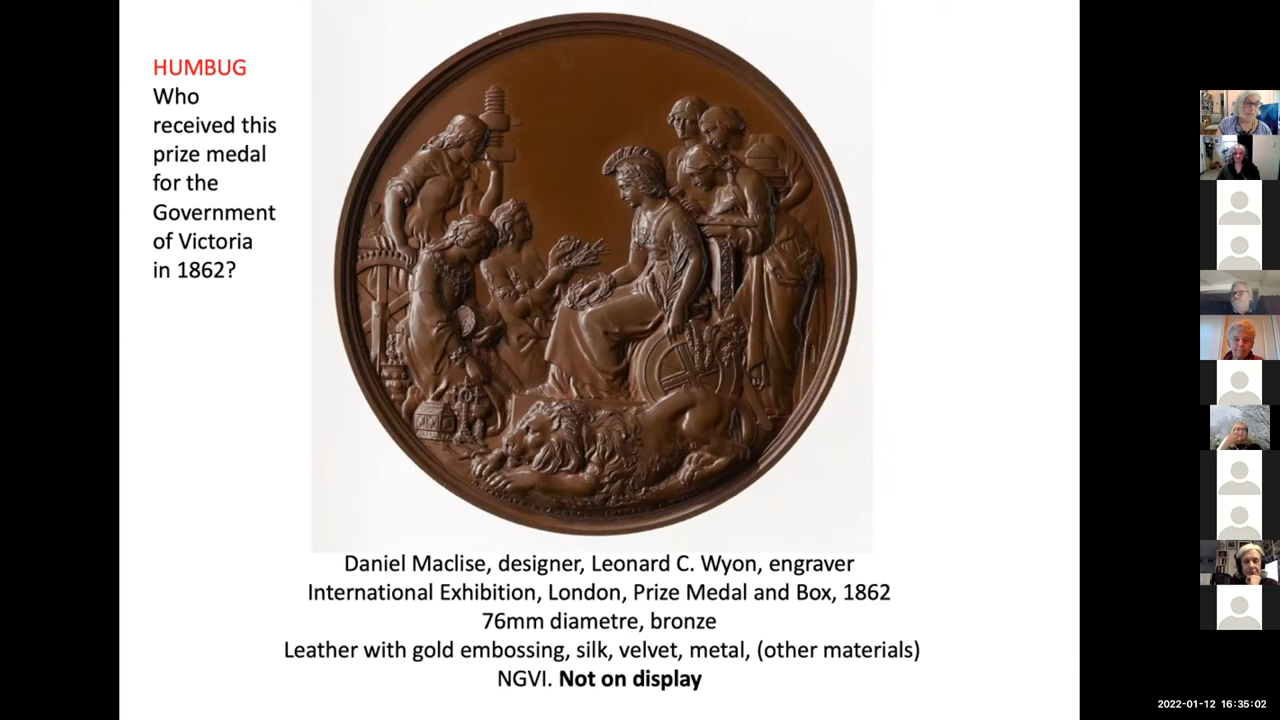 HUMBUG
Who
received this
prize medal
for the
Government
of Victoria
in 1862?
Daniel Maclise, designer, Leonard C. Wyon, engraver
International Exhibition, London, Prize Medal and Box, 1862
76mm diametre, bronze
Leather with gold embossing, silk, velvet, metal, (other materials)
NGVI. Not on display
2022-01-12 16:35:02